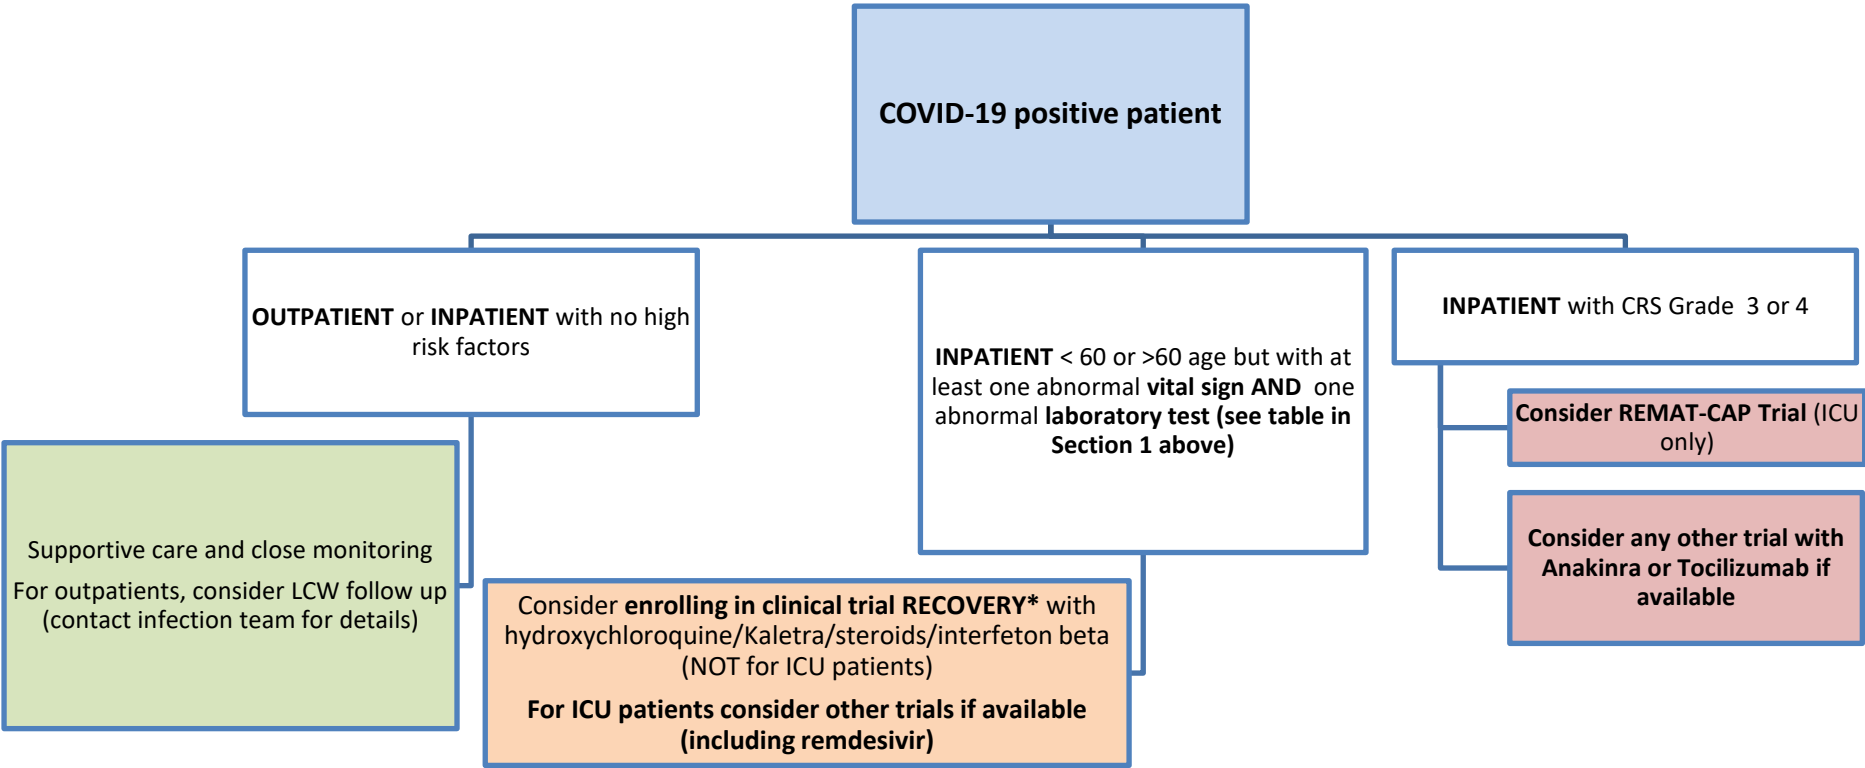 COVID-19 positive patient
OUTPATIENT or INPATIENT with no high
risk factors
Supportive care and close monitoring
For outpatients, consider LCW follow up
(contact infection team for details)
INPATIENT < 60 or >60 age but with at
least one abnormal vital sign AND one
abnormal laboratory test (see table in
Section 1 above)
Consider enrolling in clinical trial RECOVERY* with
hydroxychloroquine/Kaletra/steroids/interfeton beta
(NOT for ICU patients)
For ICU patients consider other trials if available
(including remdesivir)
INPATIENT with CRS Grade 3 or 4
Consider REMAT-CAP Trial (ICU
only)
Consider any other trial with
Anakinra or Tocilizumab if
available